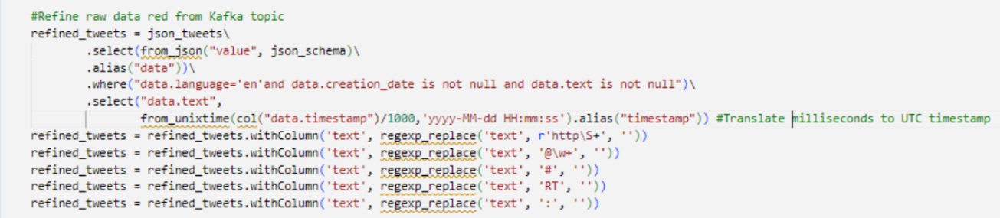 #Refine raw data red from Kafka topic
refined_tweets = json_tweets\
.select(from_json("value", json_schema)\
.alias("data"))\
.where("data.language='en'and data.creation_date is not null and data.text is not null")\
.select("data.text",
from_unixtime(col("data.timestamp")/1000,'yyyy-MM-dd HH:mm:ss').alias("timestamp")) #Translate milliseconds to UTC timestamp
refined_tweets = refined_tweets.withColumn('text', regexp_replace('text', r'http\S+', ''))
refined_tweets = refined_tweets.withColumn('text', regexp_replace('text', '@\w+', ''))
refined_tweets = refined_tweets.withColumn('text', regexp_replace('text', '#', ''))
refined_tweets = refined_tweets.withColumn('text', regexp_replace('text', 'RT', ''))
refined_tweets = refined_tweets.withColumn('text', regexp_replace('text', ':', ''))